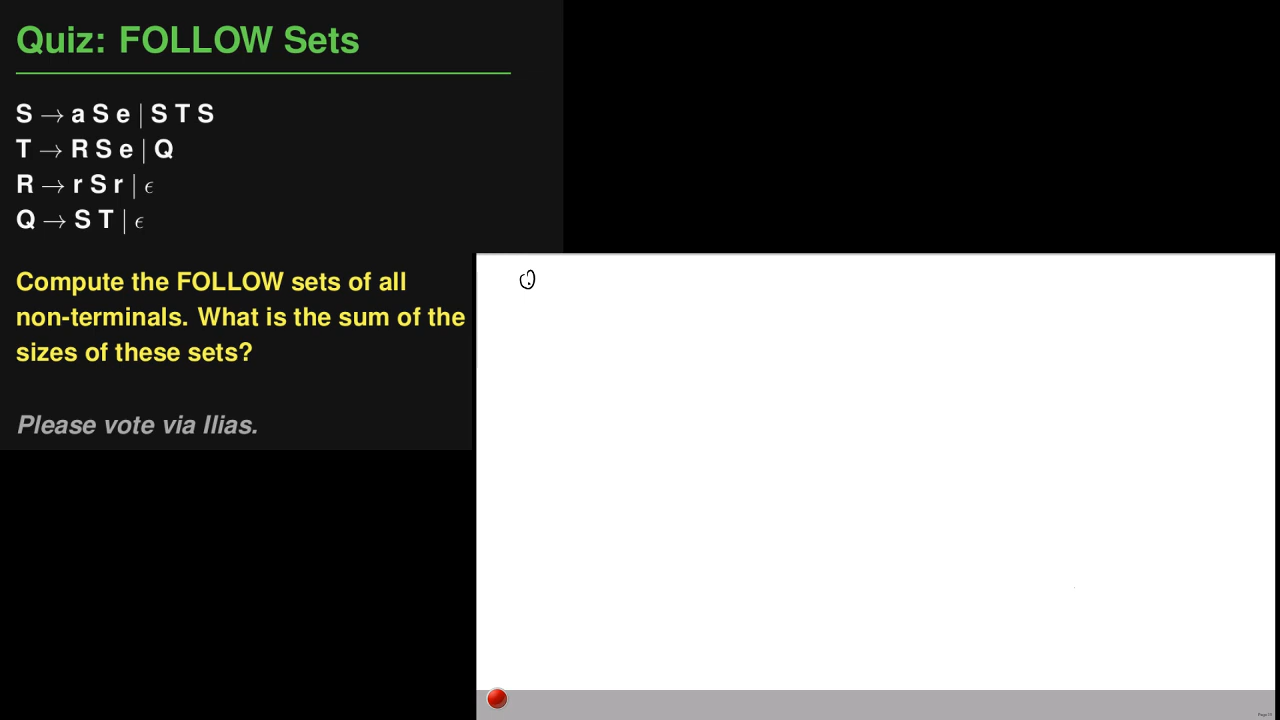 Quiz: FOLLOW Sets
S → a S e | S T S
T → R S e | Q
R → r S r | ϵ
Q → S T | ϵ
Compute the FOLLOW sets of all
non-terminals. What is the sum of the
sizes of these sets?
Please vote via Ilias.